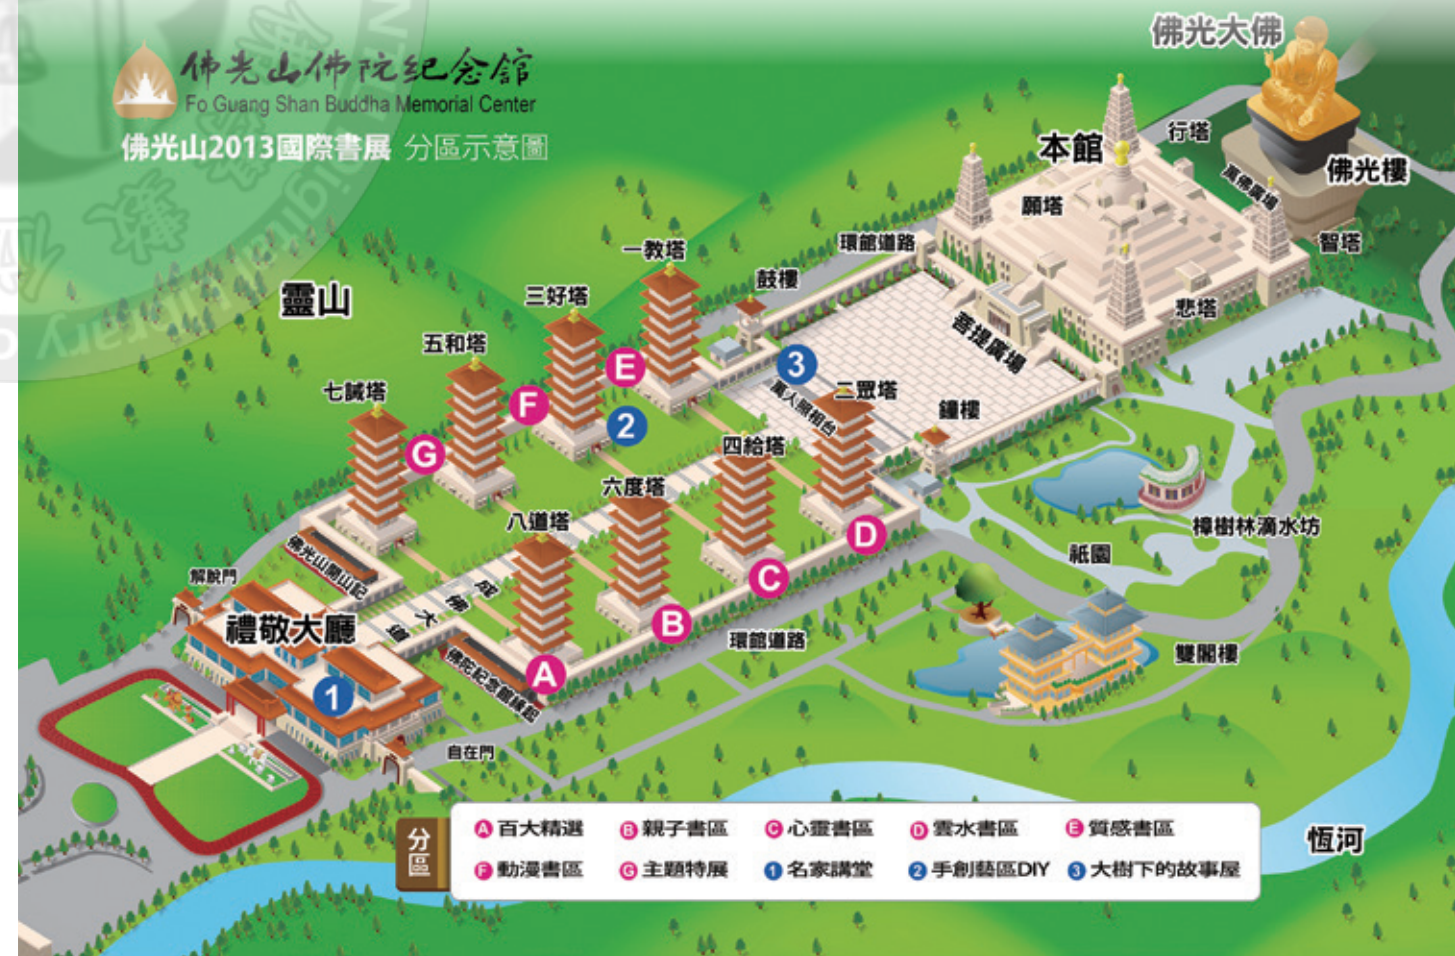 佛光山佛陀紀念館
Fo Guang Shan Buddha Memorial Center
佛光山2013國際書展 分區示意圖
佛光大佛
行塔
本館
佛光樓
萬佛廣場
願塔
智塔
環館道路
一教塔
鼓樓
三好塔
靈山
悲塔
菩提廣場
五和塔
E
3
七誡塔
二眾塔
F
萬人照相台
鐘樓
2
四給塔
G
六度塔
八道塔
D
樟樹林滴水坊
祇園
佛光山開山記
解脫門
C
成佛大道
禮敬大廳
B
環館道路
雙閣樓
A
佛陀紀念館緣起
1
自在門
恆河
分區
A 百大精選 B 親子書區 C 心靈書區 D 雲水書區 E 質感書區
F 動漫書區 G 主題特展 1 名家講堂 2 手創藝區DIY 3 大樹下的故事屋